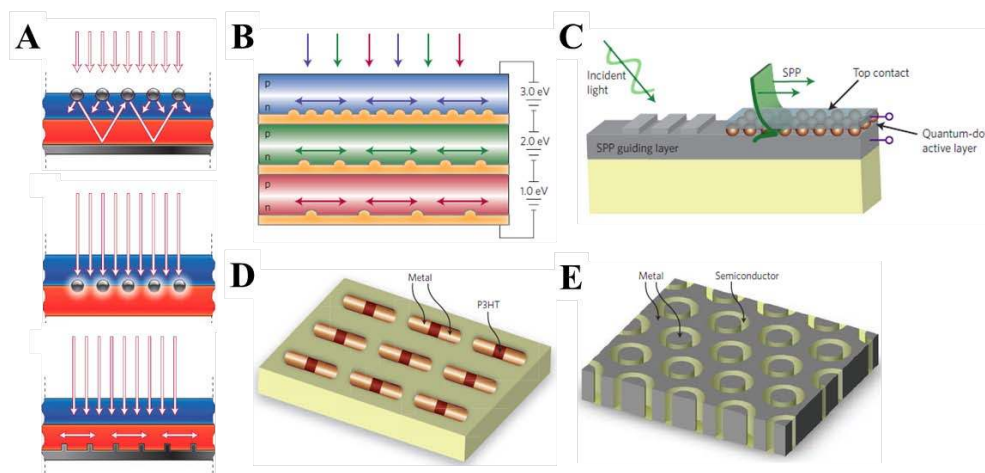 A
B
p
n
p
n
p
n
3.0 eV
2.0 eV
1.0 eV
C
Incident
light
SPP
Top contact
Quantum-do
active layer
SPP guiding layer
D
Metal
P3HT
E
Metal
Semiconductor